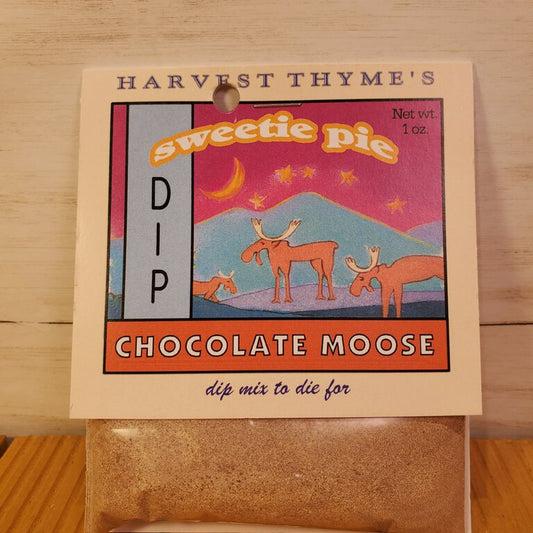 HARVEST THYME'S
Net wt.
1 oz.
sweetie pie
DIP
CHOCOLATE MOOSE
dip mix to die for